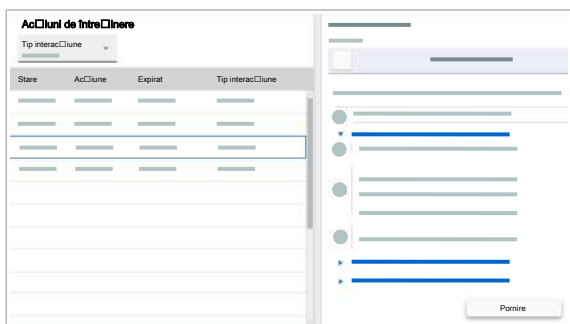 Ac□iuni de între□inere
Tip interac□iune
Stare Ac□iune Expirat Tip interac□iune
Pornire